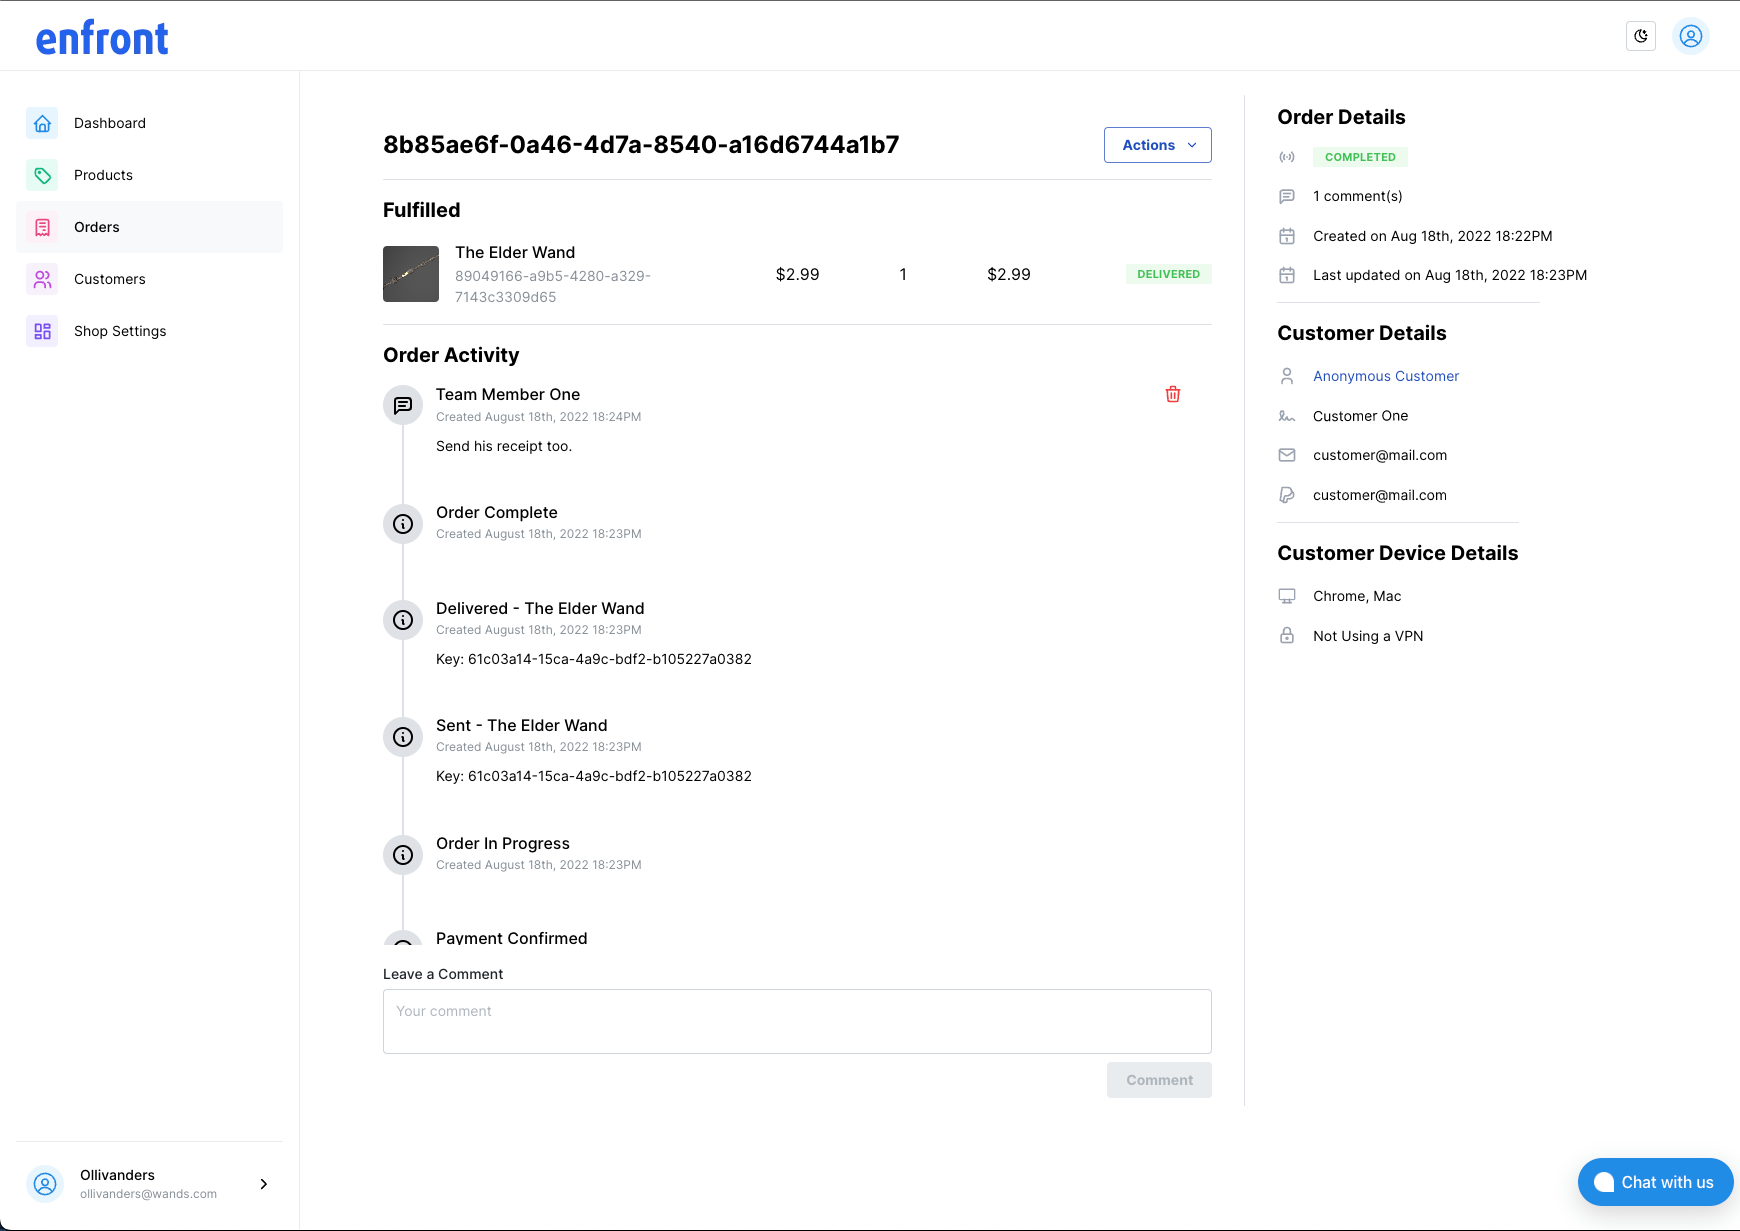 enfront
Dashboard
Products
Orders
Customers
Shop Settings
Ollivanders
ollivanders@wands.com
8b85ae6f-0a46-4d7a-8540-a16d6744a1b7
Actions
Fulfilled
The Elder Wand
89049166-a9b5-4280-a329-
7143c3309d65
$2.99 1 $2.99 DELIVERED
Order Activity
Team Member One
Created August 18th, 2022 18:24PM
Send his receipt too.
Order Complete
Created August 18th, 2022 18:23PM
Delivered - The Elder Wand
Created August 18th, 2022 18:23PM
Key: 61c03a14-15ca-4a9c-bdf2-b105227a0382
Sent - The Elder Wand
Created August 18th, 2022 18:23PM
Key: 61c03a14-15ca-4a9c-bdf2-b105227a0382
Order In Progress
Created August 18th, 2022 18:23PM
Payment Confirmed
Leave a Comment
Your comment
Comment
Order Details
COMPLETED
1 comment(s)
Created on Aug 18th, 2022 18:22PM
Last updated on Aug 18th, 2022 18:23PM
Customer Details
Anonymous Customer
Customer One
customer@mail.com
customer@mail.com
Customer Device Details
Chrome, Mac
Not Using a VPN
Chat with us